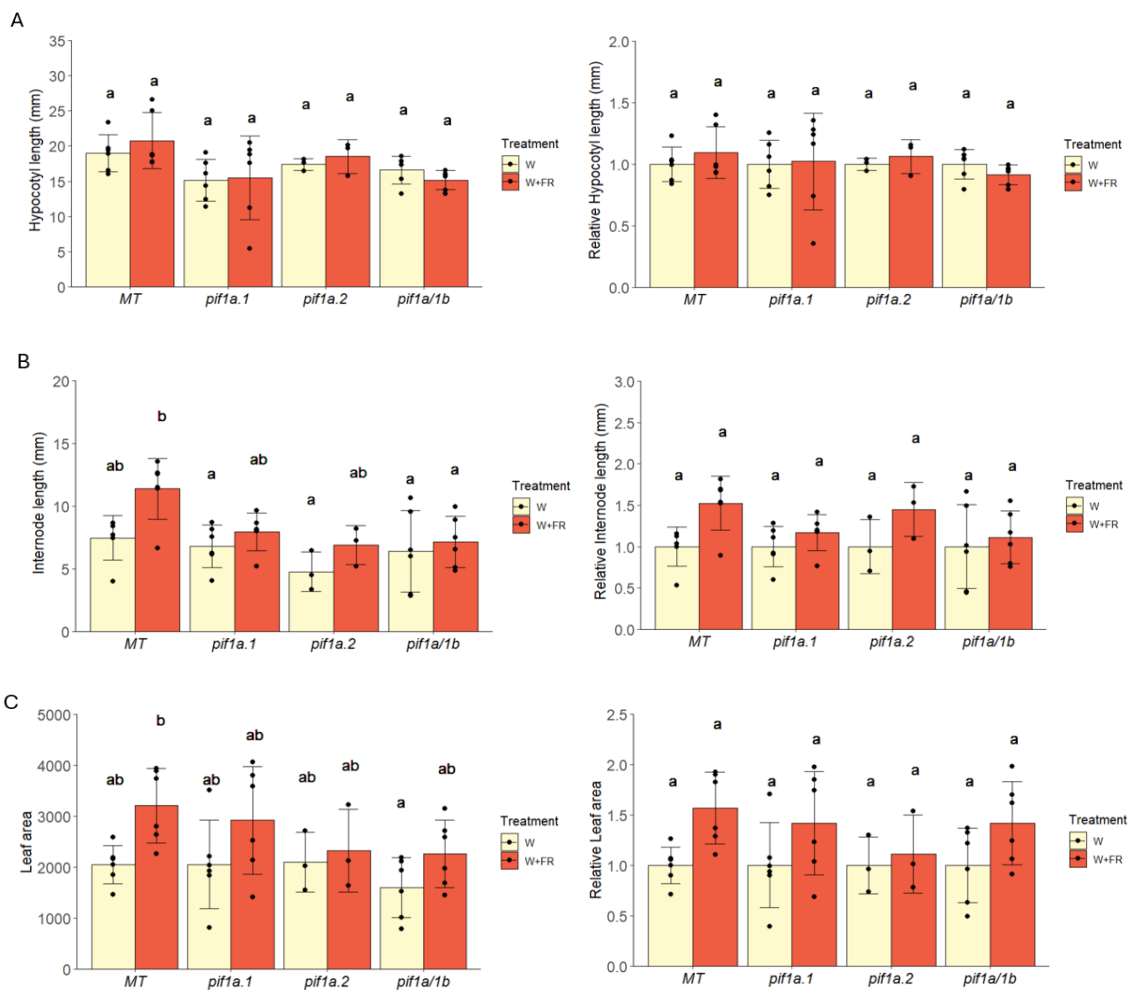 A
Hypocotyl length (mm)
35
30
25
20
15
10
5
0
a a a a a a a a
MT pif1a.1 pif1a.2 pif1a/1b
Treatment
W
W+FR
Relative Hypocotyl length (mm)
2.0
1.5
1.0
0.5
0.0
a a a a a a a a
MT pif1a.1 pif1a.2 pif1a/1b
Treatment
W
W+FR
B
Internode length (mm)
20
15
10
5
0
ab b a ab a ab a a
MT pif1a.1 pif1a.2 pif1a/1b
Treatment
W
W+FR
Relative Internode length (mm)
3.0
2.5
2.0
1.5
1.0
0.5
0.0
a a a a a a a a
MT pif1a.1 pif1a.2 pif1a/1b
Treatment
W
W+FR
C
Leaf area
5000
4000
3000
2000
1000
0
ab b ab ab ab ab a ab
MT pif1a.1 pif1a.2 pif1a/1b
Treatment
W
W+FR
Relative Leaf area
2.5
2.0
1.5
1.0
0.5
0.0
a a a a a a a a
MT pif1a.1 pif1a.2 pif1a/1b
Treatment
W
W+FR